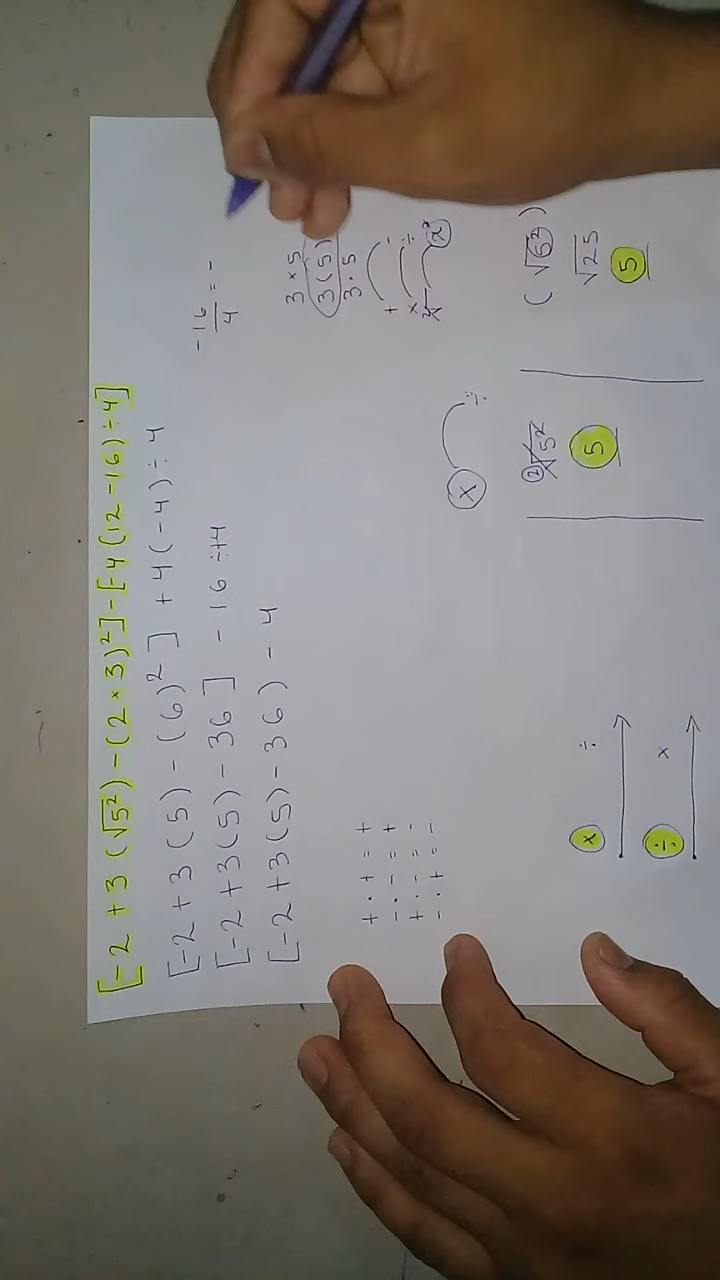 [-2 + 3 (√5²) - (2 × 3)²] - [-4 (12 - 16) ÷ 4]
[-2 + 3 (5) - (6)²] + 4 (-4) ÷ 4
[-2 + 3 (5) - 36] - 16 ÷ +4
[-2 + 3 (5) - 36) - 4
-16/4 = -
3 × 5
3 (5)
3 · 5
+ -
× ÷
+ · + = +
- · - = +
+ · - = -
- · + = -
× ÷
²√5²
5
√25
5
× ÷
÷ ×